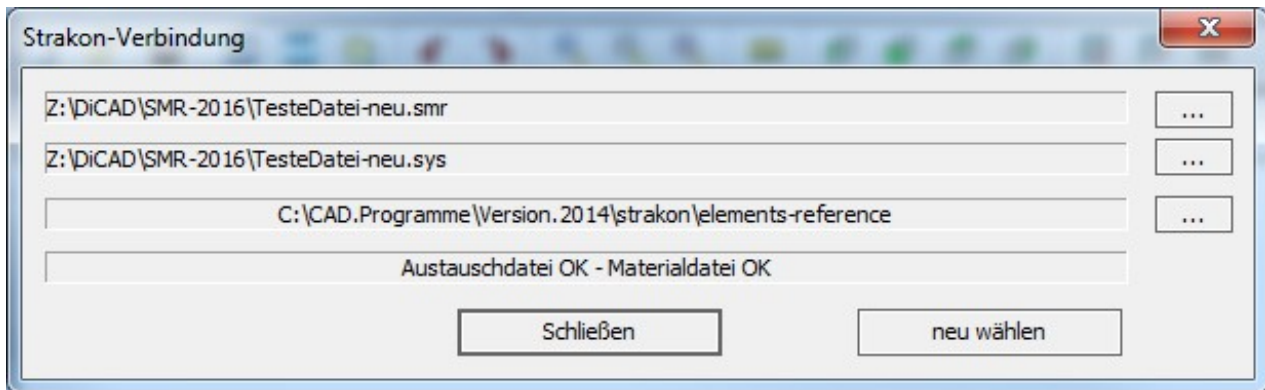 Strakon-Verbindung
x
Z:\DiCAD\SMR-2016\TesteDatei-neu.smr
...
Z:\DiCAD\SMR-2016\TesteDatei-neu.sys
...
C:\CAD.Programme\Version.2014\strakon\elements-reference
...
Austauschdatei OK - Materialdatei OK
Schließen neu wählen